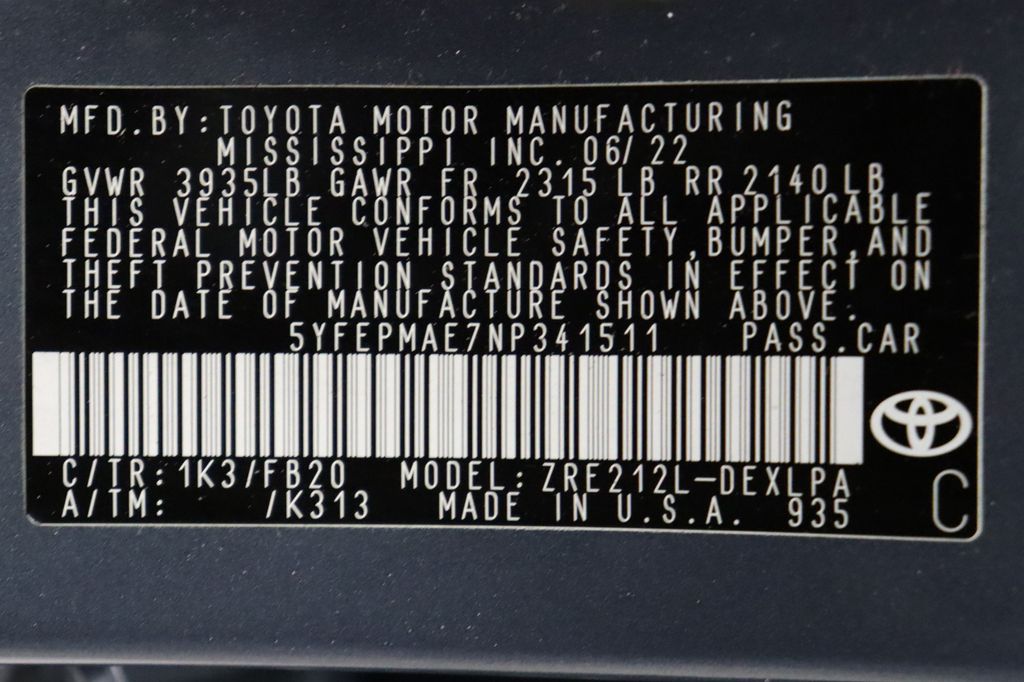 MFD.BY:TOYOTA MOTOR MANUFACTURING
MISSISSIPPI INC. 06/22
GVWR 3935LB GAWR FR 2315 LB RR 2140LB
THIS VEHICLE CONFORMS TO ALL APPLICABLE
FEDERAL MOTOR VEHICLE SAFETY,BUMPER,AND
THEFT PREVENTION STANDARDS IN EFFECT ON
THE DATE OF MANUFACTURE SHOWN ABOVE.
5YFEPMAE7NP341511 PASS.CAR
C/TR:1K3/FB20 MODEL:ZRE212L-DEXLPA
A/TM: /K313 MADE IN U.S.A. 935
C